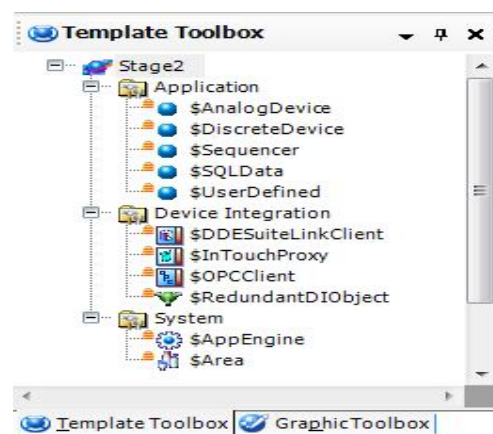 Template Toolbox
Stage2
Application
$AnalogDevice
$DiscreteDevice
$Sequencer
$SQLData
$UserDefined
Device Integration
$DDESuiteLinkClient
$InTouchProxy
$OPCClient
$RedundantDIObject
System
$AppEngine
$Area
Template Toolbox GraphicToolbox